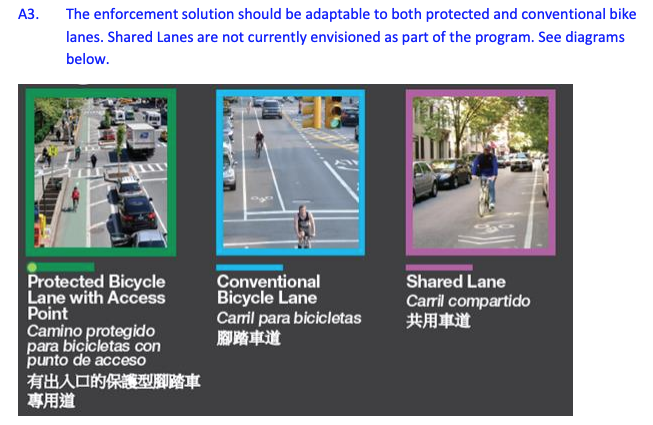 A3. The enforcement solution should be adaptable to both protected and conventional bike
lanes. Shared Lanes are not currently envisioned as part of the program. See diagrams
below.
Protected Bicycle
Lane with Access
Point
Camino protegido
para bicicletas con
punto de acceso
有出入口的保護型腳踏車
專用道
Conventional
Bicycle Lane
Carril para bicicletas
腳踏車道
Shared Lane
Carril compartido
共用車道